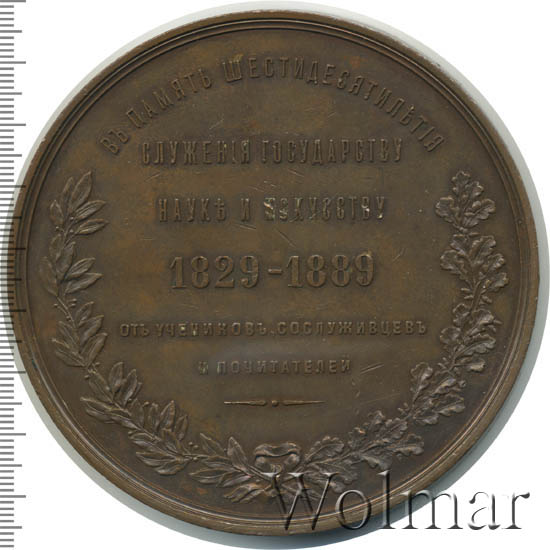 ВЪ ПАМЯТЬ ШЕСТИДЕСЯТИЛѢТІЯ
СЛУЖЕНІЯ ГОСУДАРСТВУ
НАУКѢ И ИСКУССТВУ
1829-1889
ОТЪ УЧЕНИКОВЪ, СОСЛУЖИВЦЕВЪ
И ПОЧИТАТЕЛЕЙ
Wolmar